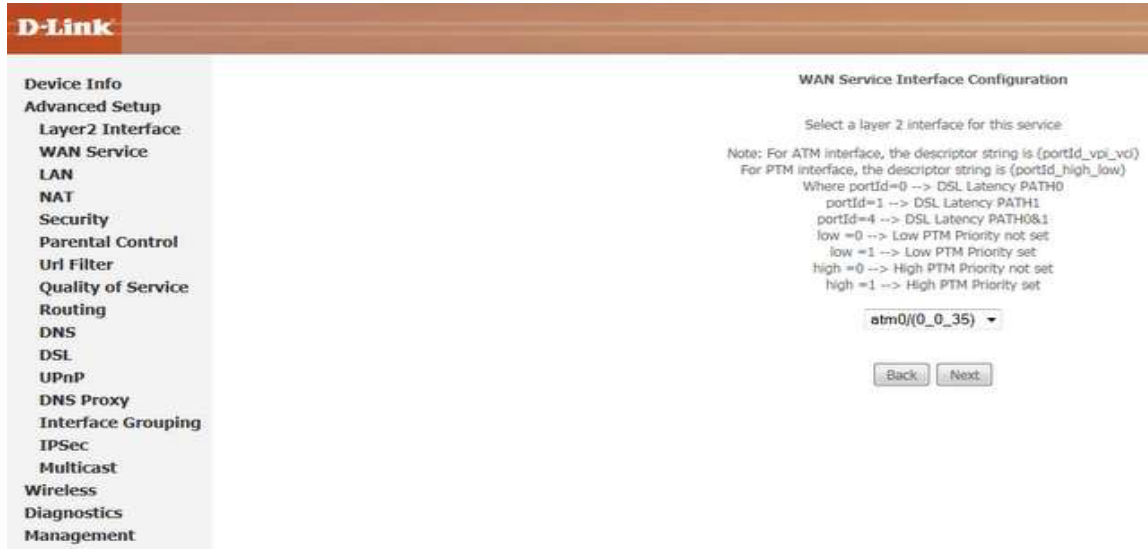 D-Link
Device Info
Advanced Setup
Layer2 Interface
WAN Service
LAN
NAT
Security
Parental Control
Url Filter
Quality of Service
Routing
DNS
DSL
UPnP
DNS Proxy
Interface Grouping
IPSec
Multicast
Wireless
Diagnostics
Management
WAN Service Interface Configuration
Select a layer 2 interface for this service
Note: For ATM interface, the descriptor string is (portId_vpi_vci)
For PTM interface, the descriptor string is (portId_high_low)
Where portId=0 --> DSL Latency PATH0
portId=1 --> DSL Latency PATH1
portId=4 --> DSL Latency PATH0&1
low =0 --> Low PTM Priority not set
low =1 --> Low PTM Priority set
high =0 --> High PTM Priority not set
high =1 --> High PTM Priority set
atm0/(0_0_35)
Back Next